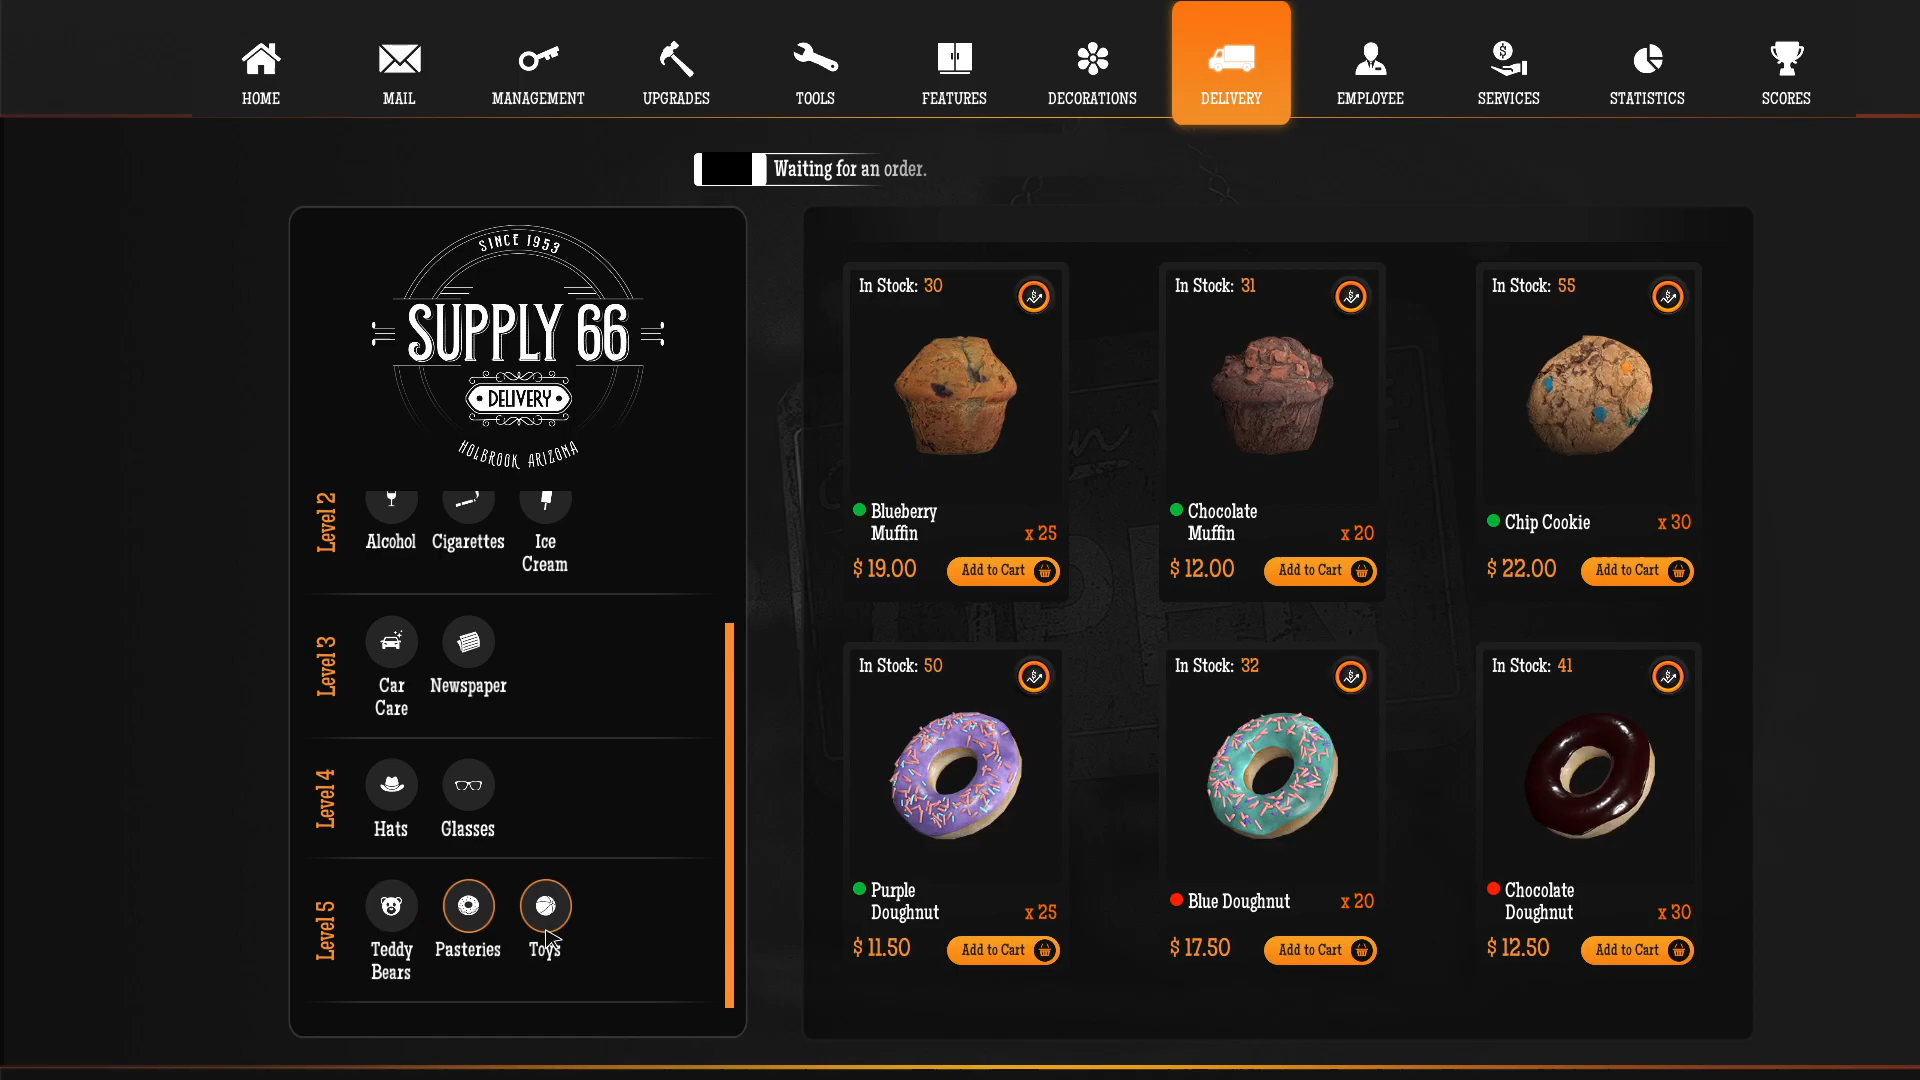 HOME
MAIL
MANAGEMENT
UPGRADES
TOOLS
FEATURES
DECORATIONS
DELIVERY
EMPLOYEE
SERVICES
STATISTICS
SCORES
Waiting for an order.
SINCE 1953
SUPPLY 66
DELIVERY
HOLBROOK ARIZONA
Level 2
Alcohol
Cigarettes
Ice
Cream
Level 3
Car
Care
Newspaper
Level 4
Hats
Glasses
Level 5
Teddy
Bears
Pasteries
Toys
In Stock: 30
Blueberry
Muffin
x 25
$ 19.00
Add to Cart
In Stock: 31
Chocolate
Muffin
x 20
$ 12.00
Add to Cart
In Stock: 55
Chip Cookie
x 30
$ 22.00
Add to Cart
In Stock: 50
Purple
Doughnut
x 25
$ 11.50
Add to Cart
In Stock: 32
Blue Doughnut
x 20
$ 17.50
Add to Cart
In Stock: 41
Chocolate
Doughnut
x 30
$ 12.50
Add to Cart